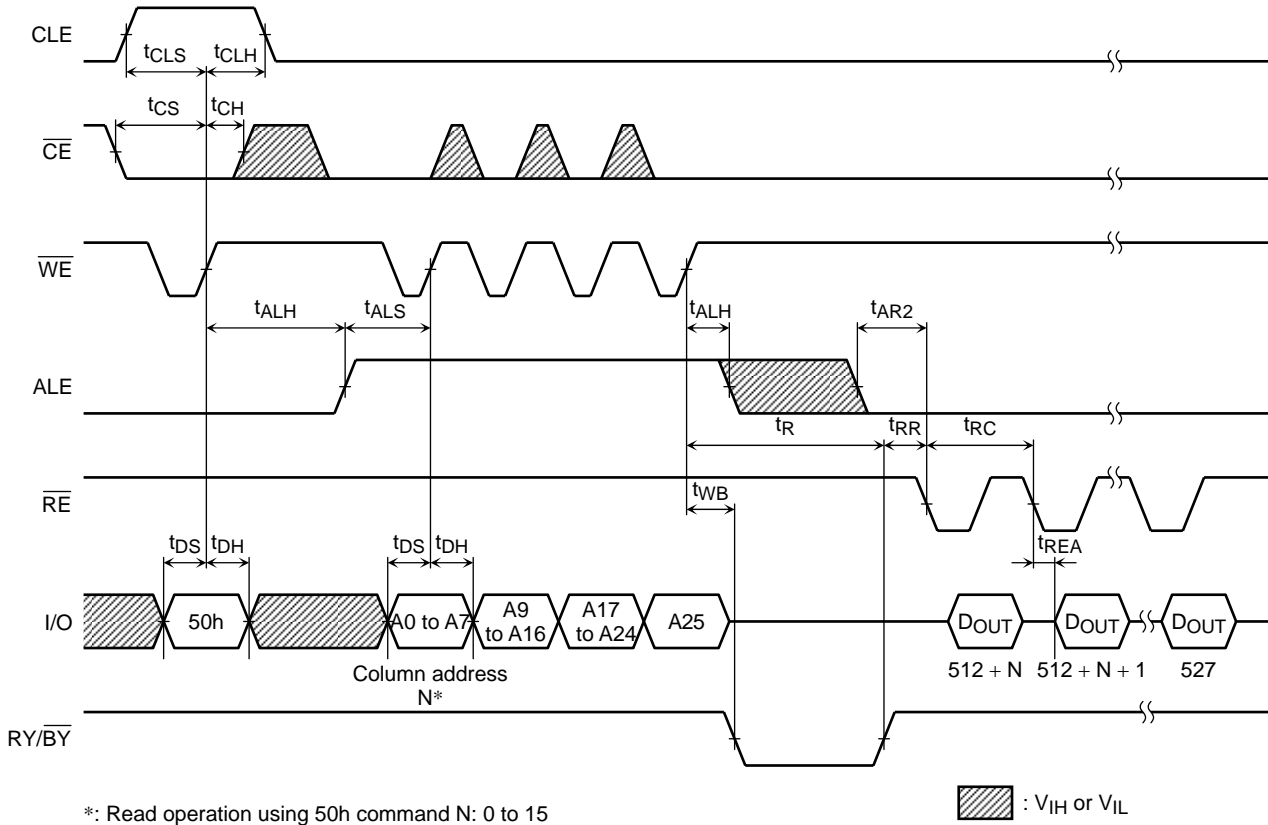 CLE
tCLS tCLH
tCS tCH
CE
WE
tALH tALS tALH tAR2
ALE
tR tRR tRC
RE
tWB
tDS tDH tDS tDH tREA
I/O
50h
A0 to A7
A9
to A16
A17
to A24
A25
DOUT DOUT DOUT
512 + N 512 + N + 1 527
Column address
N*
RY/BY
*: Read operation using 50h command N: 0 to 15
: VIH or VIL